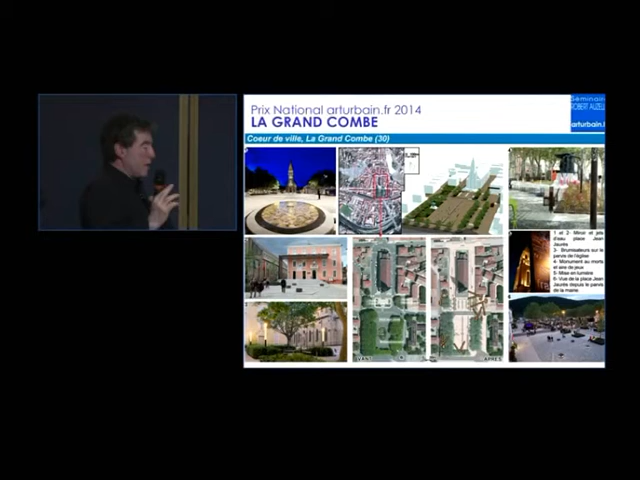 Prix National arturbain.fr 2014
LA GRAND COMBE
Séminaire
ROBERT AUZELLE
arturbain.fr
Coeur de ville, La Grand Combe (30)
1 et 2- Miroir et jets
d'eau place Jean
Jaurès
3- Brumisateurs sur le
parvis de l'église
4- Monument au morts
et aire de jeux
5- Mise en lumière
6- Vue de la place Jean
Jaurès depuis le parvis
de la mairie
AVANT
APRES